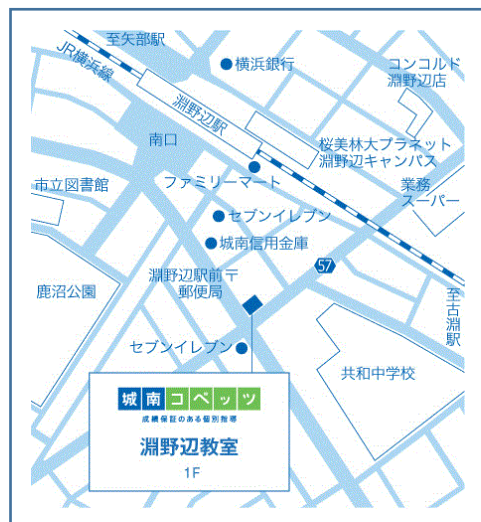 至矢部駅
JR横浜線
横浜銀行
コンコルド
淵野辺店
淵野辺駅
南口
桜美林大プラネット
淵野辺キャンパス
ファミリーマート
市立図書館
業務
スーパー
セブンイレブン
城南信用金庫
57
淵野辺駅前〒
郵便局
鹿沼公園
至古淵駅
セブンイレブン
共和中学校
城南コベッツ
成績保証のある個別指導
淵野辺教室
1F